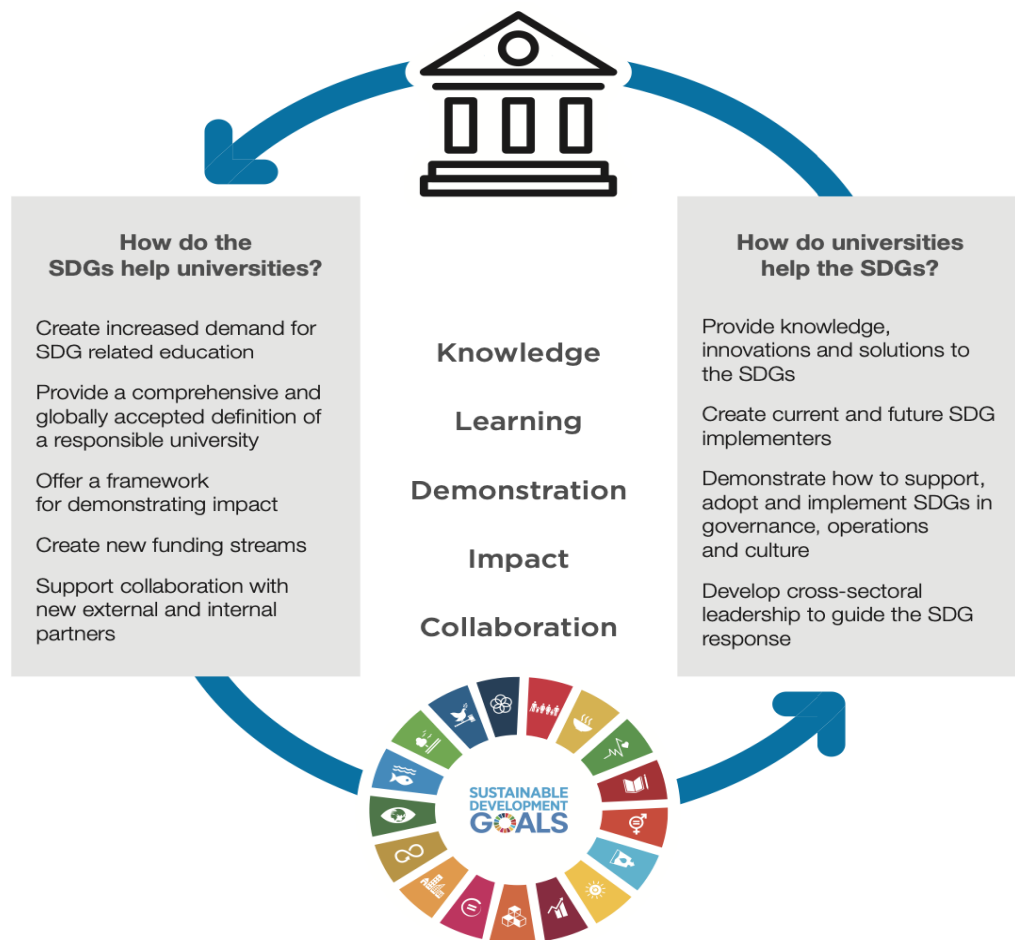 How do the
SDGs help universities?
Create increased demand for
SDG related education
Provide a comprehensive and
globally accepted definition of
a responsible university
Offer a framework
for demonstrating impact
Create new funding streams
Support collaboration with
new external and internal
partners
Knowledge
Learning
Demonstration
Impact
Collaboration
How do universities
help the SDGs?
Provide knowledge,
innovations and solutions to
the SDGs
Create current and future SDG
implementers
Demonstrate how to support,
adopt and implement SDGs in
governance, operations
and culture
Develop cross-sectoral
leadership to guide the SDG
response
SUSTAINABLE
DEVELOPMENT
GOALS